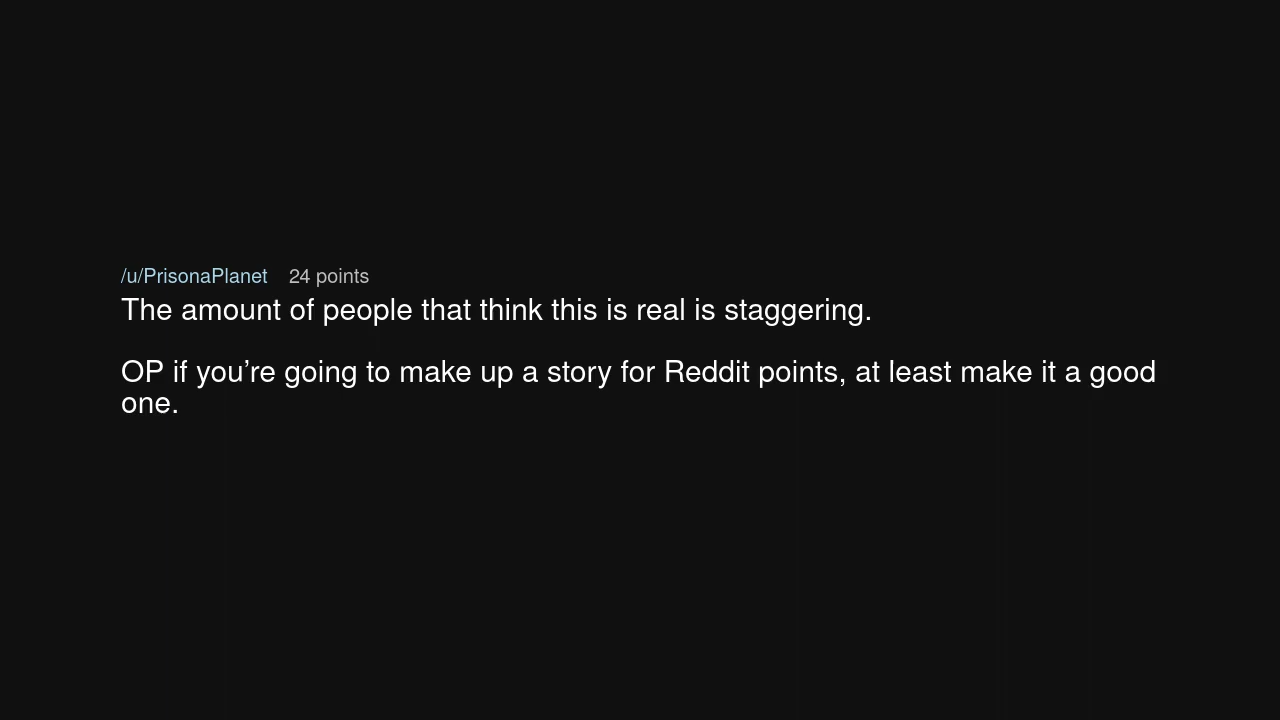 /u/PrisonaPlanet 24 points
The amount of people that think this is real is staggering.
OP if you’re going to make up a story for Reddit points, at least make it a good
one.